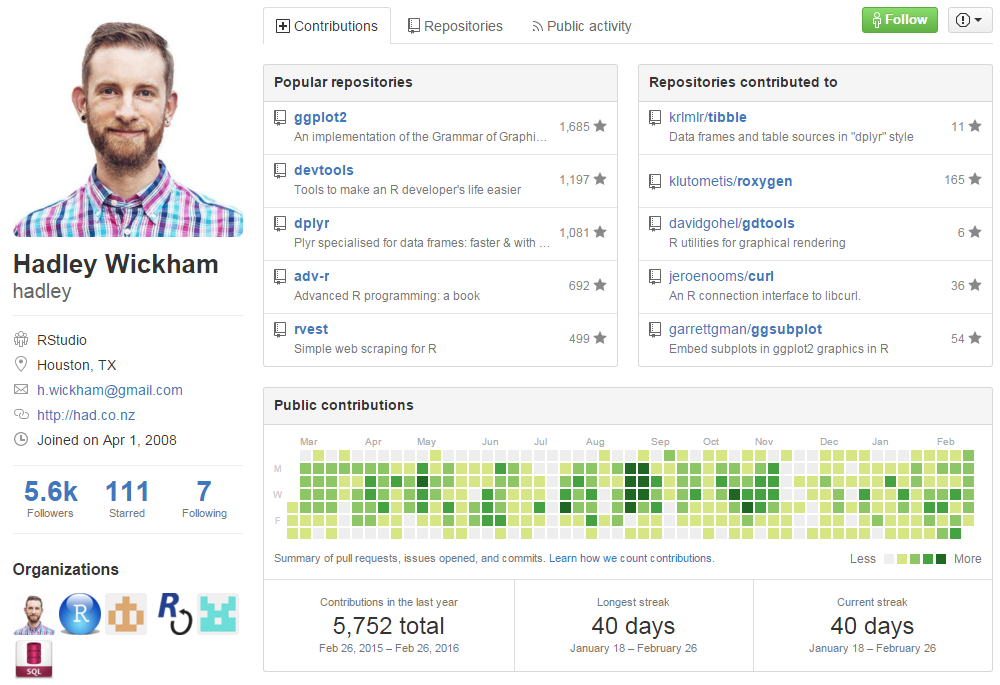 Contributions
Repositories
Public activity
Follow
Hadley Wickham
hadley
RStudio
Houston, TX
h.wickham@gmail.com
http://had.co.nz
Joined on Apr 1, 2008
5.6k 111 7
Followers Starred Following
Organizations
R
R
SQL
Popular repositories
ggplot2
An implementation of the Grammar of Graphi… 1,685
devtools
Tools to make an R developer's life easier 1,197
dplyr
Plyr specialised for data frames: faster & with … 1,081
adv-r
Advanced R programming: a book 692
rvest
Simple web scraping for R 499
Repositories contributed to
krlmlr/tibble
Data frames and table sources in "dplyr" style 11
klutometis/roxygen 165
davidgohel/gdtools
R utilities for graphical rendering 6
jeroenooms/curl
An R connection interface to libcurl. 36
garrettgman/ggsubplot
Embed subplots in ggplot2 graphics in R 54
Public contributions
Mar Apr May Jun Jul Aug Sep Oct Nov Dec Jan Feb
M
W
F
Summary of pull requests, issues opened, and commits. Learn how we count contributions.
Less More
Contributions in the last year
5,752 total
Feb 26, 2015 – Feb 26, 2016
Longest streak
40 days
January 18 – February 26
Current streak
40 days
January 18 – February 26